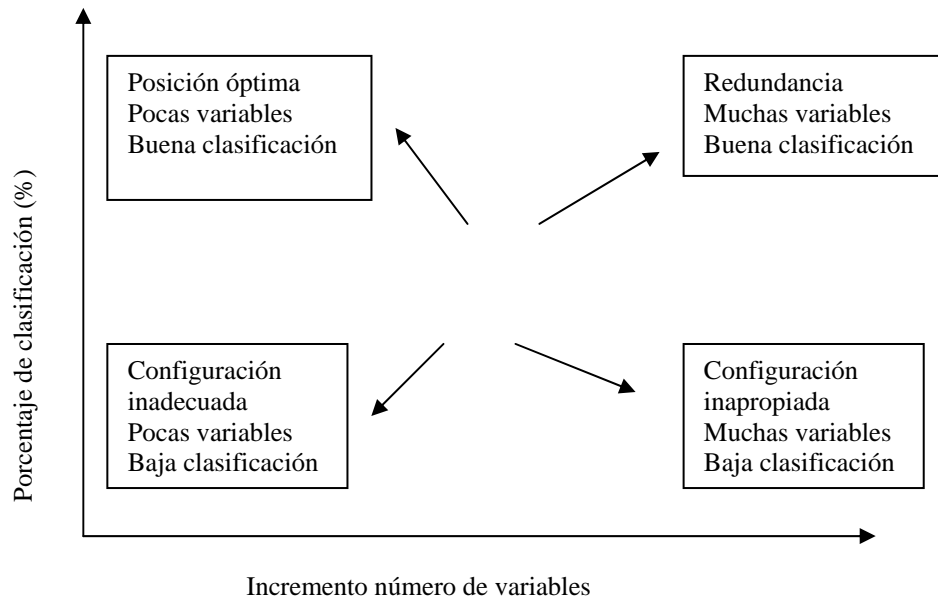 Porcentaje de clasificación (%)
Posición óptima
Pocas variables
Buena clasificación
Redundancia
Muchas variables
Buena clasificación
Configuración
inadecuada
Pocas variables
Baja clasificación
Configuración
inapropiada
Muchas variables
Baja clasificación
Incremento número de variables